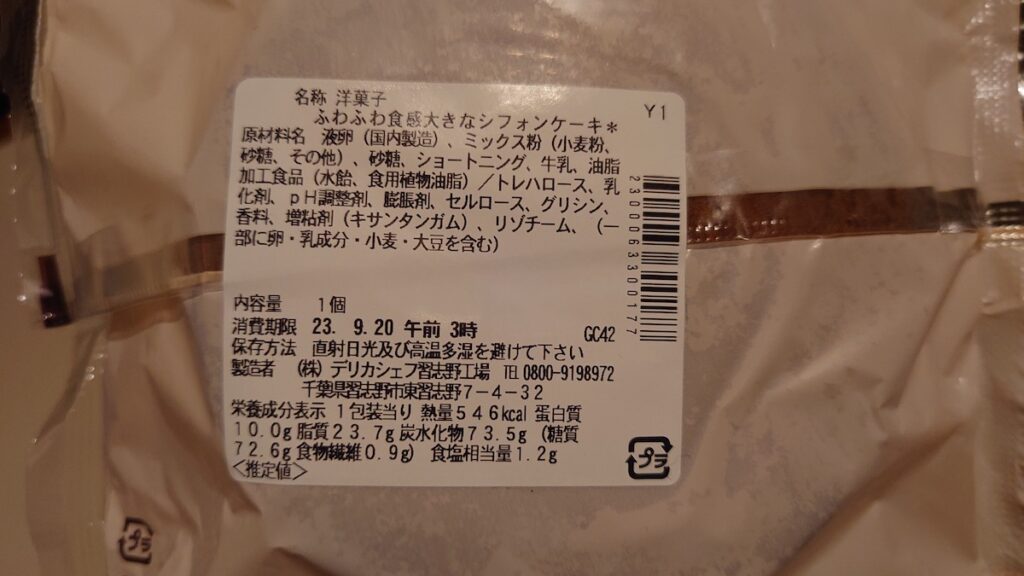 名称 洋菓子
Y1
ふわふわ食感大きなシフォンケーキ*
原材料名 液卵（国内製造）、ミックス粉（小麦粉、
砂糖、その他）、砂糖、ショートニング、牛乳、油脂
加工食品（水飴、食用植物油脂）／トレハロース、乳
化剤、pH調整剤、膨脹剤、セルロース、グリシン、
香料、増粘剤（キサンタンガム）、リゾチーム、（一
部に卵・乳成分・小麦・大豆を含む）
2300063300177
内容量 1個
消費期限 23. 9.20 午前 3時 GC42
保存方法 直射日光及び高温多湿を避けて下さい
製造者 （株）デリカシェフ習志野工場 TEL 0800-9198972
千葉県習志野市東習志野7-4-32
栄養成分表示 1包装当り 熱量546kcal 蛋白質
10.0g 脂質23.7g 炭水化物73.5g（糖質
72.6g 食物繊維0.9g） 食塩相当量1.2g
<推定値>
プラ
プラ